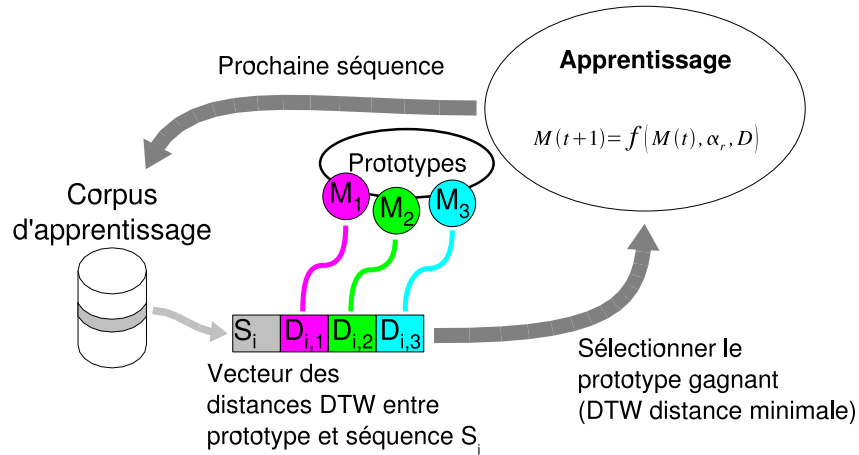 Apprentissage
M(t+1)=f(M(t),αr,D)
Prochaine séquence
Prototypes
M1
M2
M3
Corpus
d'apprentissage
Si
Di,1
Di,2
Di,3
Vecteur des
distances DTW entre
prototype et séquence Si
Sélectionner le
prototype gagnant
(DTW distance minimale)